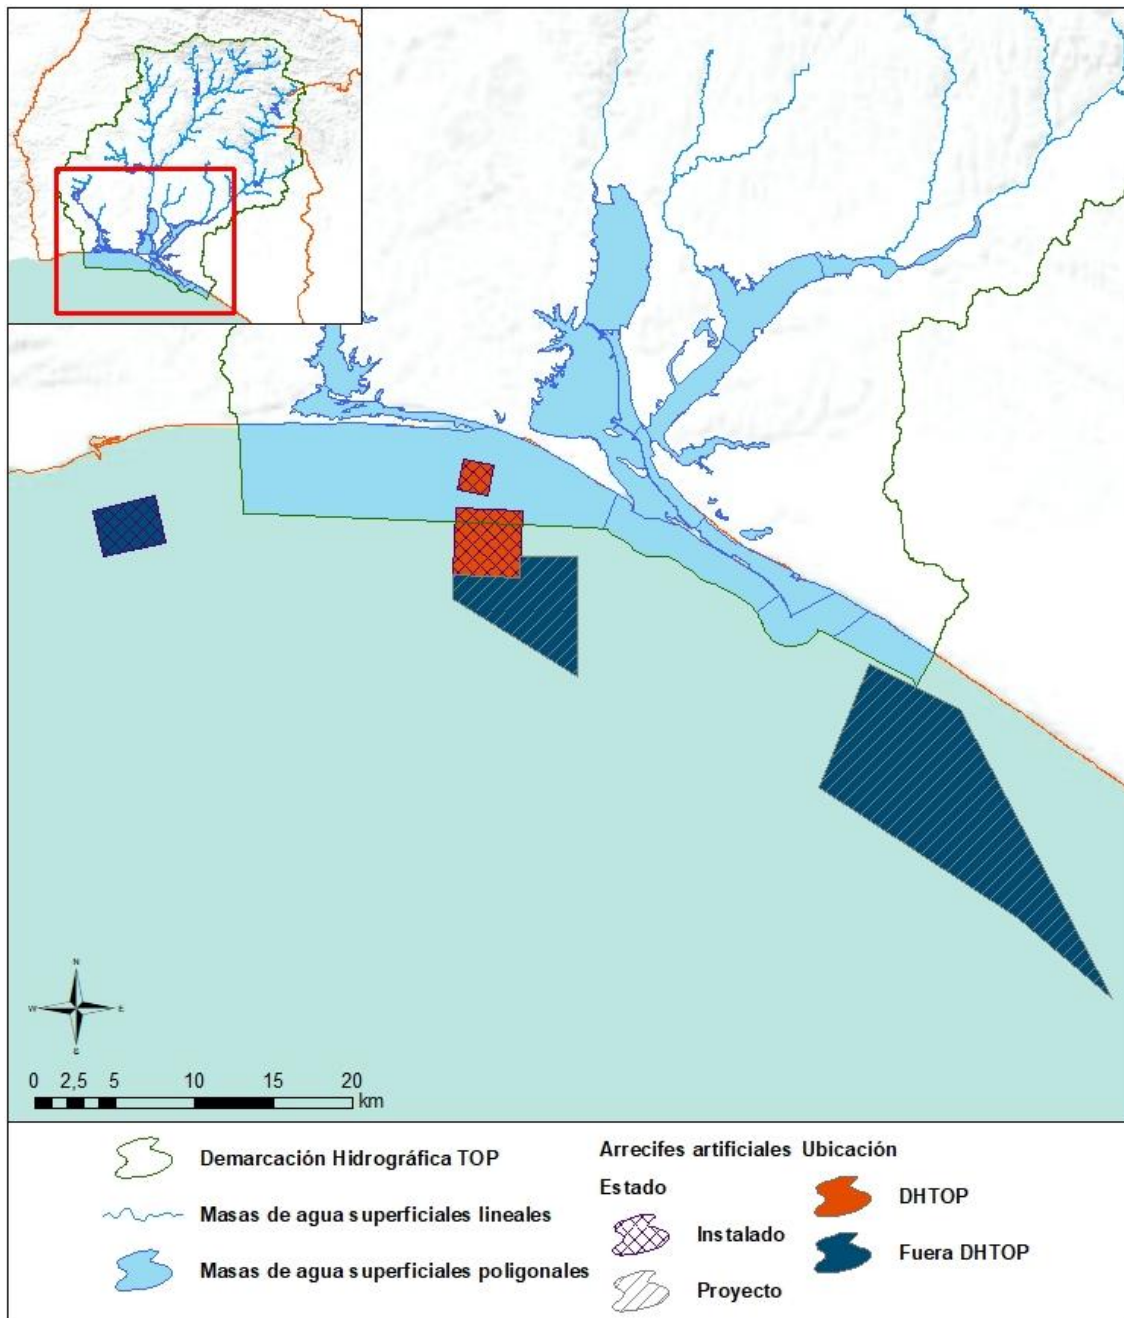 N
W E
S
0 2,5 5 10 15 20
km
Demarcación Hidrográfica TOP
Masas de agua superficiales lineales
Masas de agua superficiales poligonales
Arrecifes artificiales
Estado
Instalado
Proyecto
Ubicación
DHTOP
Fuera DHTOP